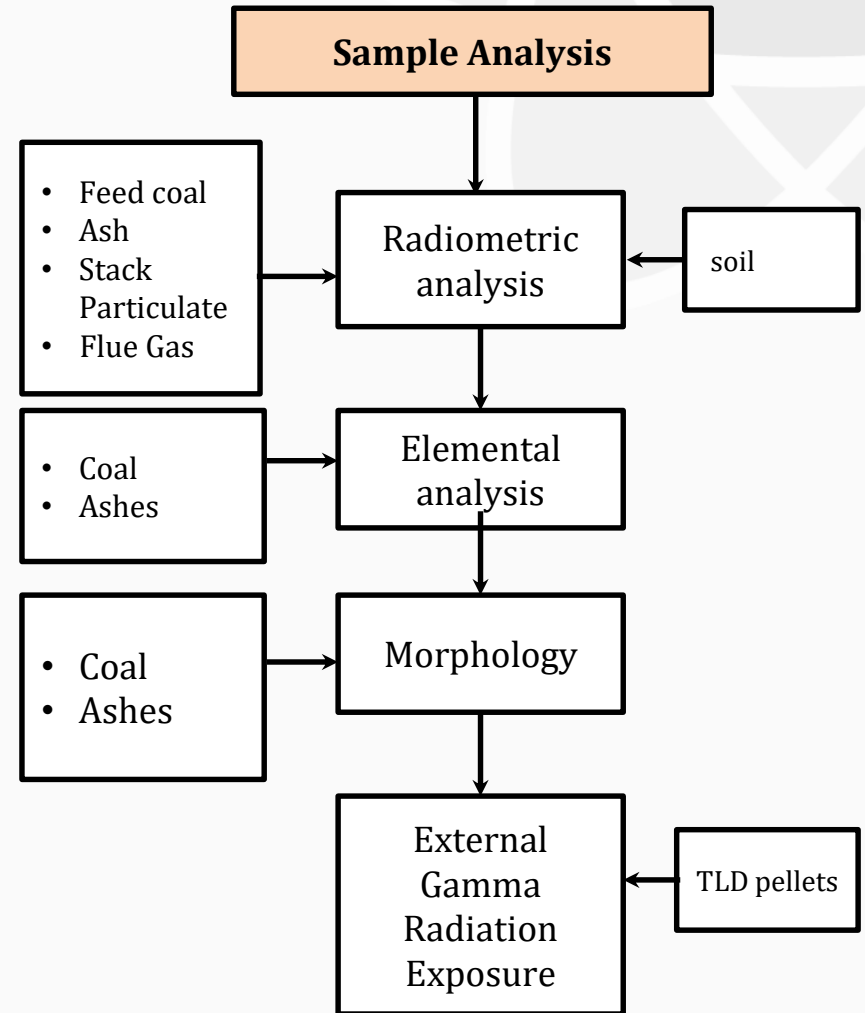 Sample Analysis
• Feed coal
• Ash
• Stack
Particulate
• Flue Gas
Radiometric
analysis
soil
• Coal
• Ashes
Elemental
analysis
• Coal
• Ashes
Morphology
External
Gamma
Radiation
Exposure
TLD pellets